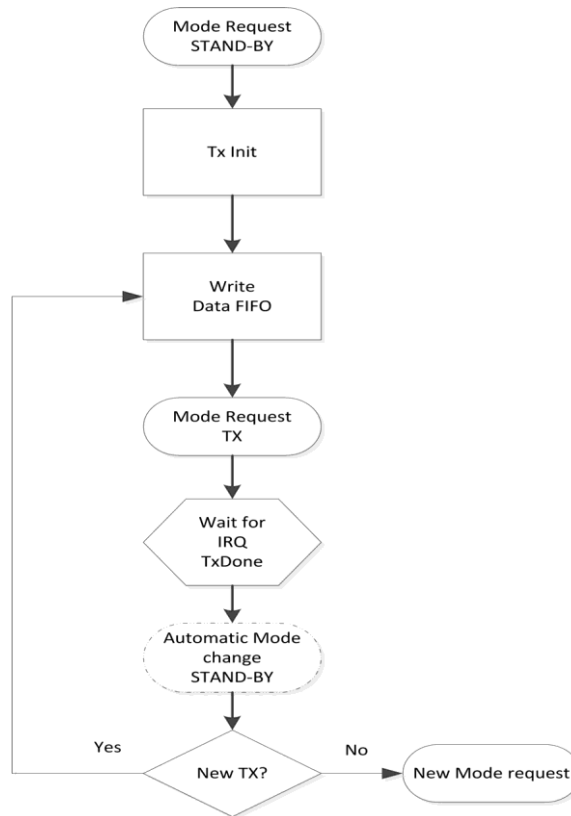 Mode Request
STAND-BY
Tx Init
Write
Data FIFO
Mode Request
TX
Wait for
IRQ
TxDone
Automatic Mode
change
STAND-BY
Yes
New TX?
No
New Mode request